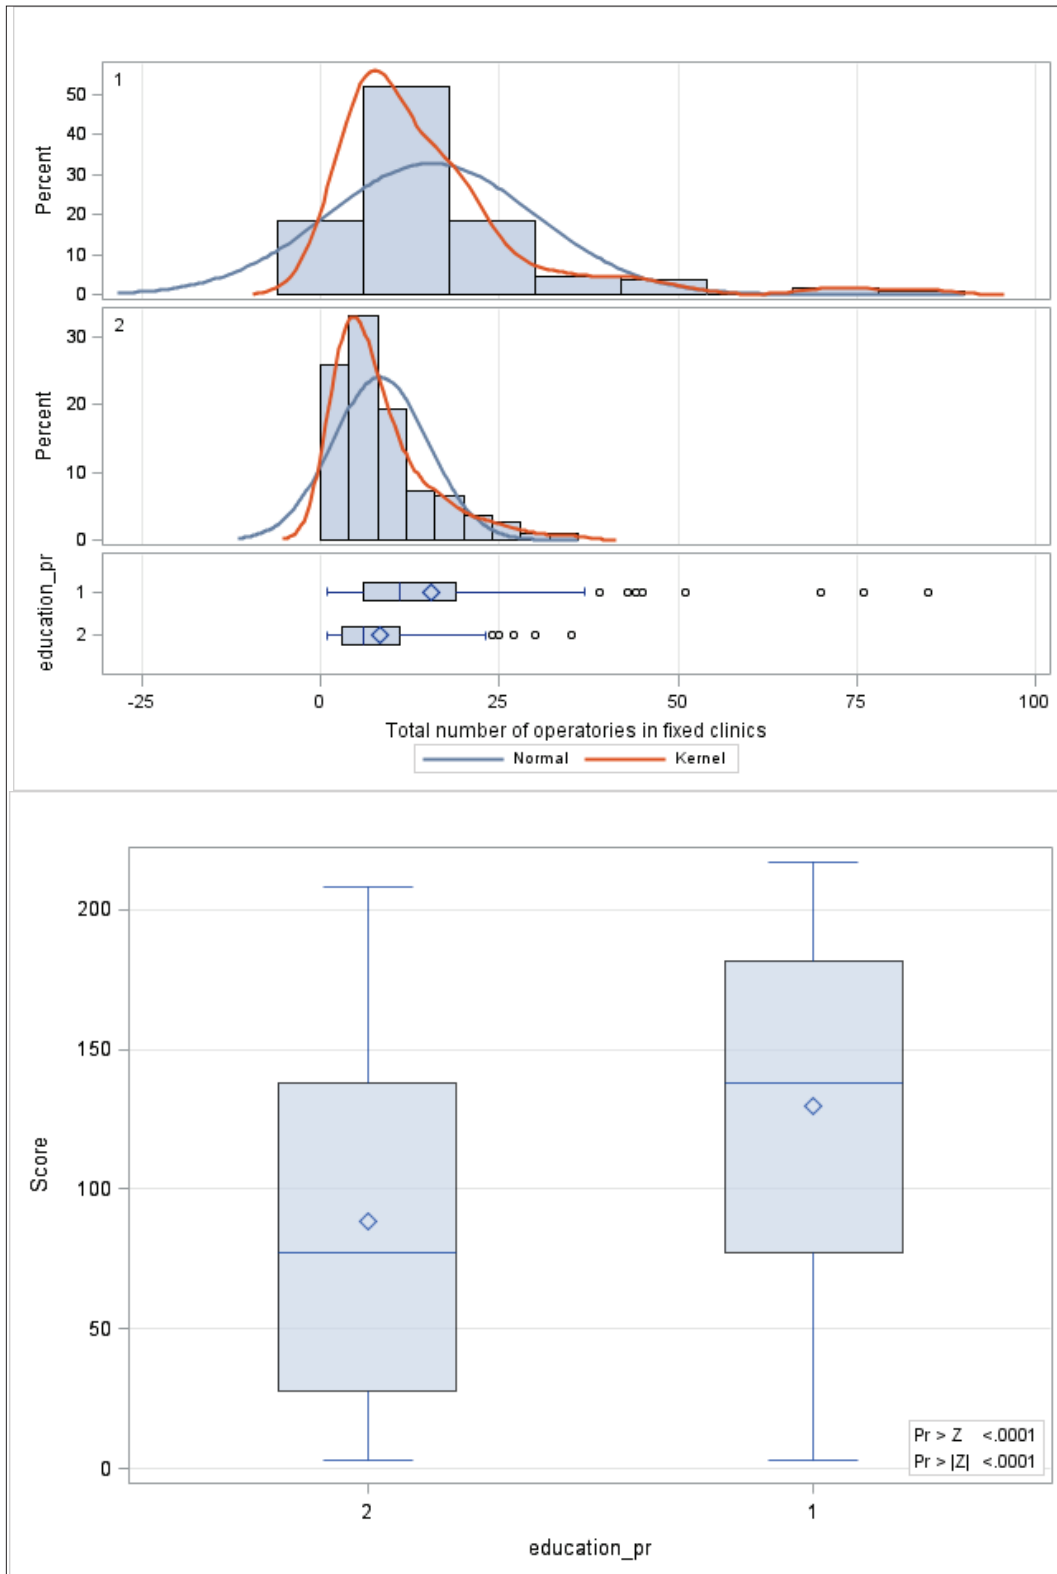 1
50
40
30
20
10
0
Percent
2
30
20
10
0
Percent
1
2
education_pr
-25 0 25 50 75 100
Total number of operatories in fixed clinics
Normal Kernel
200
150
100
50
0
Score
Pr > Z <.0001
Pr > |Z| <.0001
2 1
education_pr